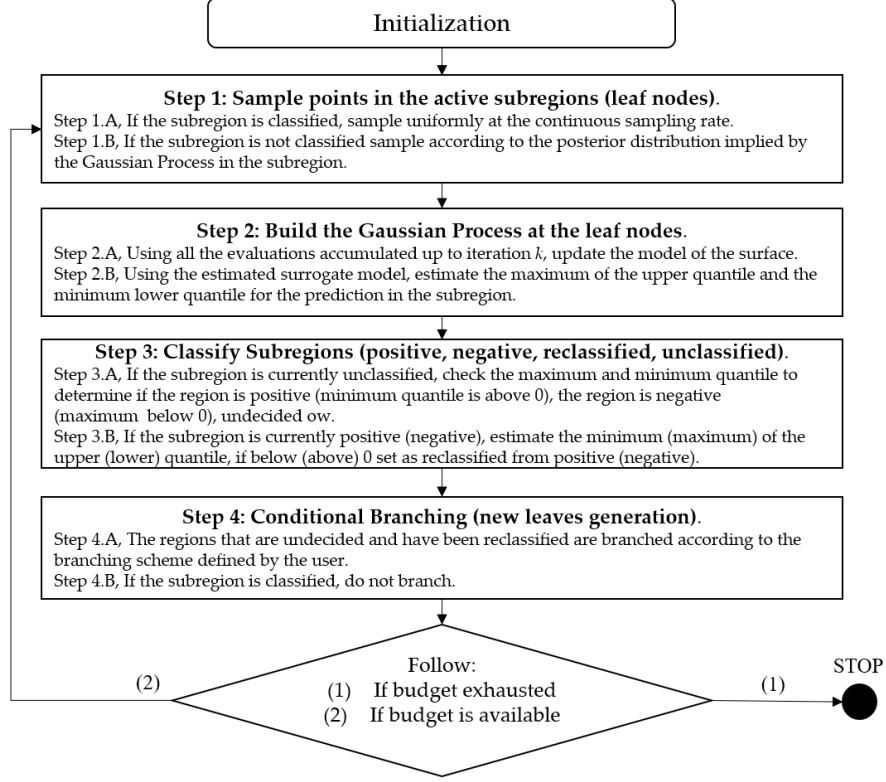 Initialization
Step 1: Sample points in the active subregions (leaf nodes).
Step 1.A, If the subregion is classified, sample uniformly at the continuous sampling rate.
Step 1.B, If the subregion is not classified sample according to the posterior distribution implied by
the Gaussian Process in the subregion.
Step 2: Build the Gaussian Process at the leaf nodes.
Step 2.A, Using all the evaluations accumulated up to iteration k, update the model of the surface.
Step 2.B, Using the estimated surrogate model, estimate the maximum of the upper quantile and the
minimum lower quantile for the prediction in the subregion.
Step 3: Classify Subregions (positive, negative, reclassified, unclassified).
Step 3.A, If the subregion is currently unclassified, check the maximum and minimum quantile to
determine if the region is positive (minimum quantile is above 0), the region is negative
(maximum below 0), undecided ow.
Step 3.B, If the subregion is currently positive (negative), estimate the minimum (maximum) of the
upper (lower) quantile, if below (above) 0 set as reclassified from positive (negative).
Step 4: Conditional Branching (new leaves generation).
Step 4.A, The regions that are undecided and have been reclassified are branched according to the
branching scheme defined by the user.
Step 4.B, If the subregion is classified, do not branch.
Follow:
(1) If budget exhausted
(2) If budget is available
(2)
(1)
STOP